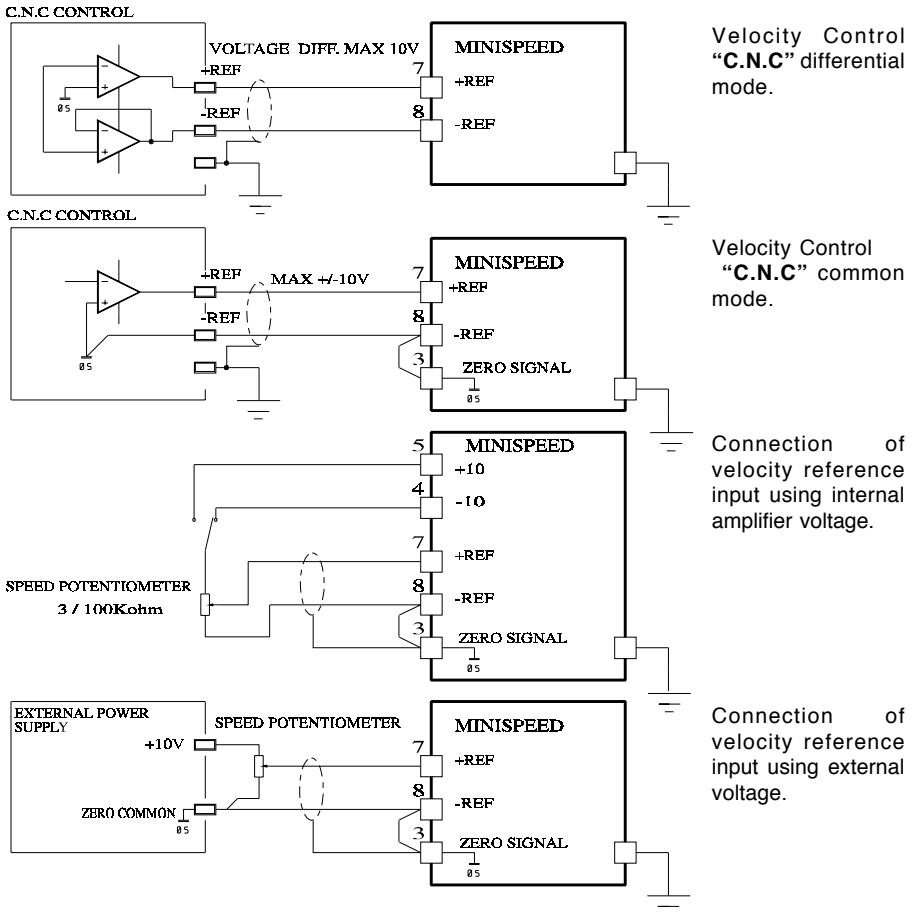 C.N.C CONTROL
VOLTAGE DIFF. MAX 10V
+REF
-REF
0S
7
8
MINISPEED
+REF
-REF
Velocity Control
“C.N.C” differential
mode.
C.N.C CONTROL
+REF
MAX +/-10V
-REF
0S
7
8
3
MINISPEED
+REF
-REF
ZERO SIGNAL
0S
Velocity Control
“C.N.C” common
mode.
5
4
7
8
3
MINISPEED
+10
-10
+REF
-REF
ZERO SIGNAL
0S
SPEED POTENTIOMETER
3 / 100Kohm
Connection of
velocity reference
input using internal
amplifier voltage.
EXTERNAL POWER
SUPPLY
+10V
ZERO COMMON
0S
SPEED POTENTIOMETER
7
8
3
MINISPEED
+REF
-REF
ZERO SIGNAL
0S
Connection of
velocity reference
input using external
voltage.